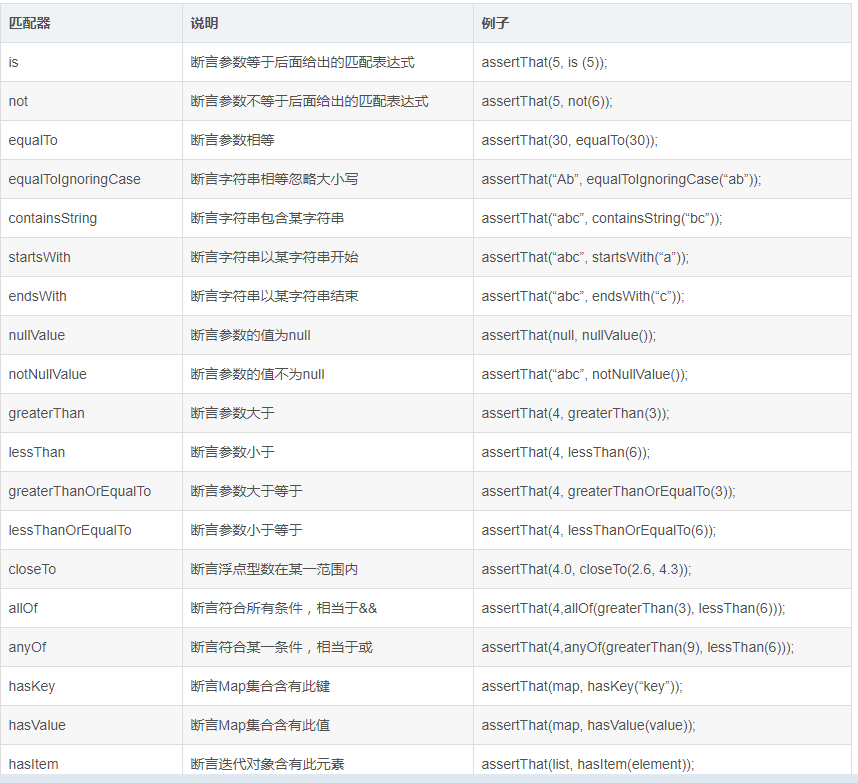 匹配器 说明 例子
is 断言参数等于后面给出的匹配表达式 assertThat(5, is (5));
not 断言参数不等于后面给出的匹配表达式 assertThat(5, not(6));
equalTo 断言参数相等 assertThat(30, equalTo(30));
equalToIgnoringCase 断言字符串相等忽略大小写 assertThat(“Ab”, equalToIgnoringCase(“ab”));
containsString 断言字符串包含某字符串 assertThat(“abc”, containsString(“bc”));
startsWith 断言字符串以某字符串开始 assertThat(“abc”, startsWith(“a”));
endsWith 断言字符串以某字符串结束 assertThat(“abc”, endsWith(“c”));
nullValue 断言参数的值为null assertThat(null, nullValue());
notNullValue 断言参数的值不为null assertThat(“abc”, notNullValue());
greaterThan 断言参数大于 assertThat(4, greaterThan(3));
lessThan 断言参数小于 assertThat(4, lessThan(6));
greaterThanOrEqualTo 断言参数大于等于 assertThat(4, greaterThanOrEqualTo(3));
lessThanOrEqualTo 断言参数小于等于 assertThat(4, lessThanOrEqualTo(6));
closeTo 断言浮点型数在某一范围内 assertThat(4.0, closeTo(2.6, 4.3));
allOf 断言符合所有条件，相当于&& assertThat(4,allOf(greaterThan(3), lessThan(6)));
anyOf 断言符合某一条件，相当于或 assertThat(4,anyOf(greaterThan(9), lessThan(6)));
hasKey 断言Map集合含有此键 assertThat(map, hasKey(“key”));
hasValue 断言Map集合含有此值 assertThat(map, hasValue(value));
hasItem 断言迭代对象含有此元素 assertThat(list, hasItem(element));